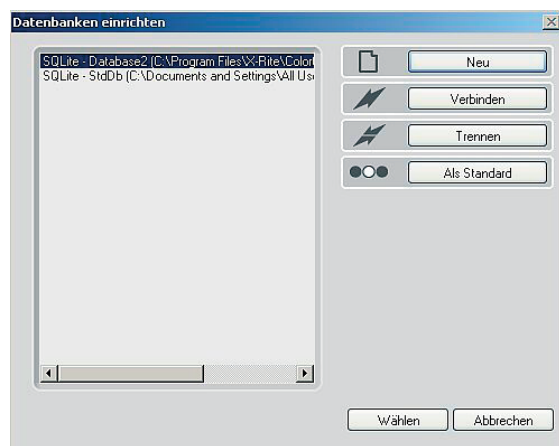 Datenbanken einrichten
SQLite - Database2 (C:\Program Files\X-Rite\Color
SQLite - StdDb (C:\Documents and Settings\All Us
Neu
Verbinden
Trennen
Als Standard
Wählen
Abbrechen